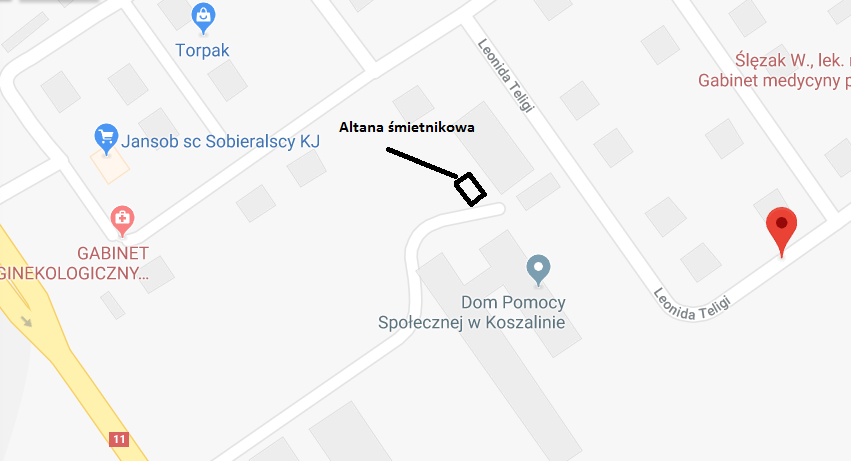 Torpak
Leonida Teligi
Ślęzak W., lek.
Gabinet medycyny p
Altana śmietnikowa
Jansob sc Sobieralscy KJ
GABINET
GINEKOLOGICZNY...
Dom Pomocy
Społecznej w Koszalinie
Leonida Teligi
11